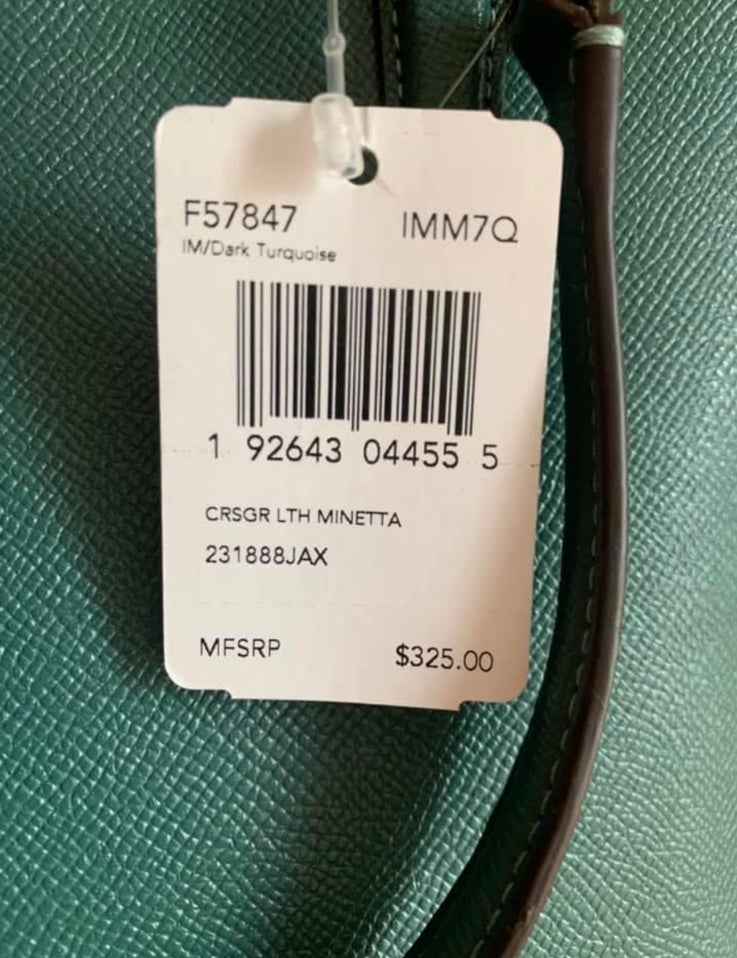 F57847 IMM7Q
IM/Dark Turquoise
1 92643 04455 5
CRSGR LTH MINETTA
231888JAX
MFSRP $325.00